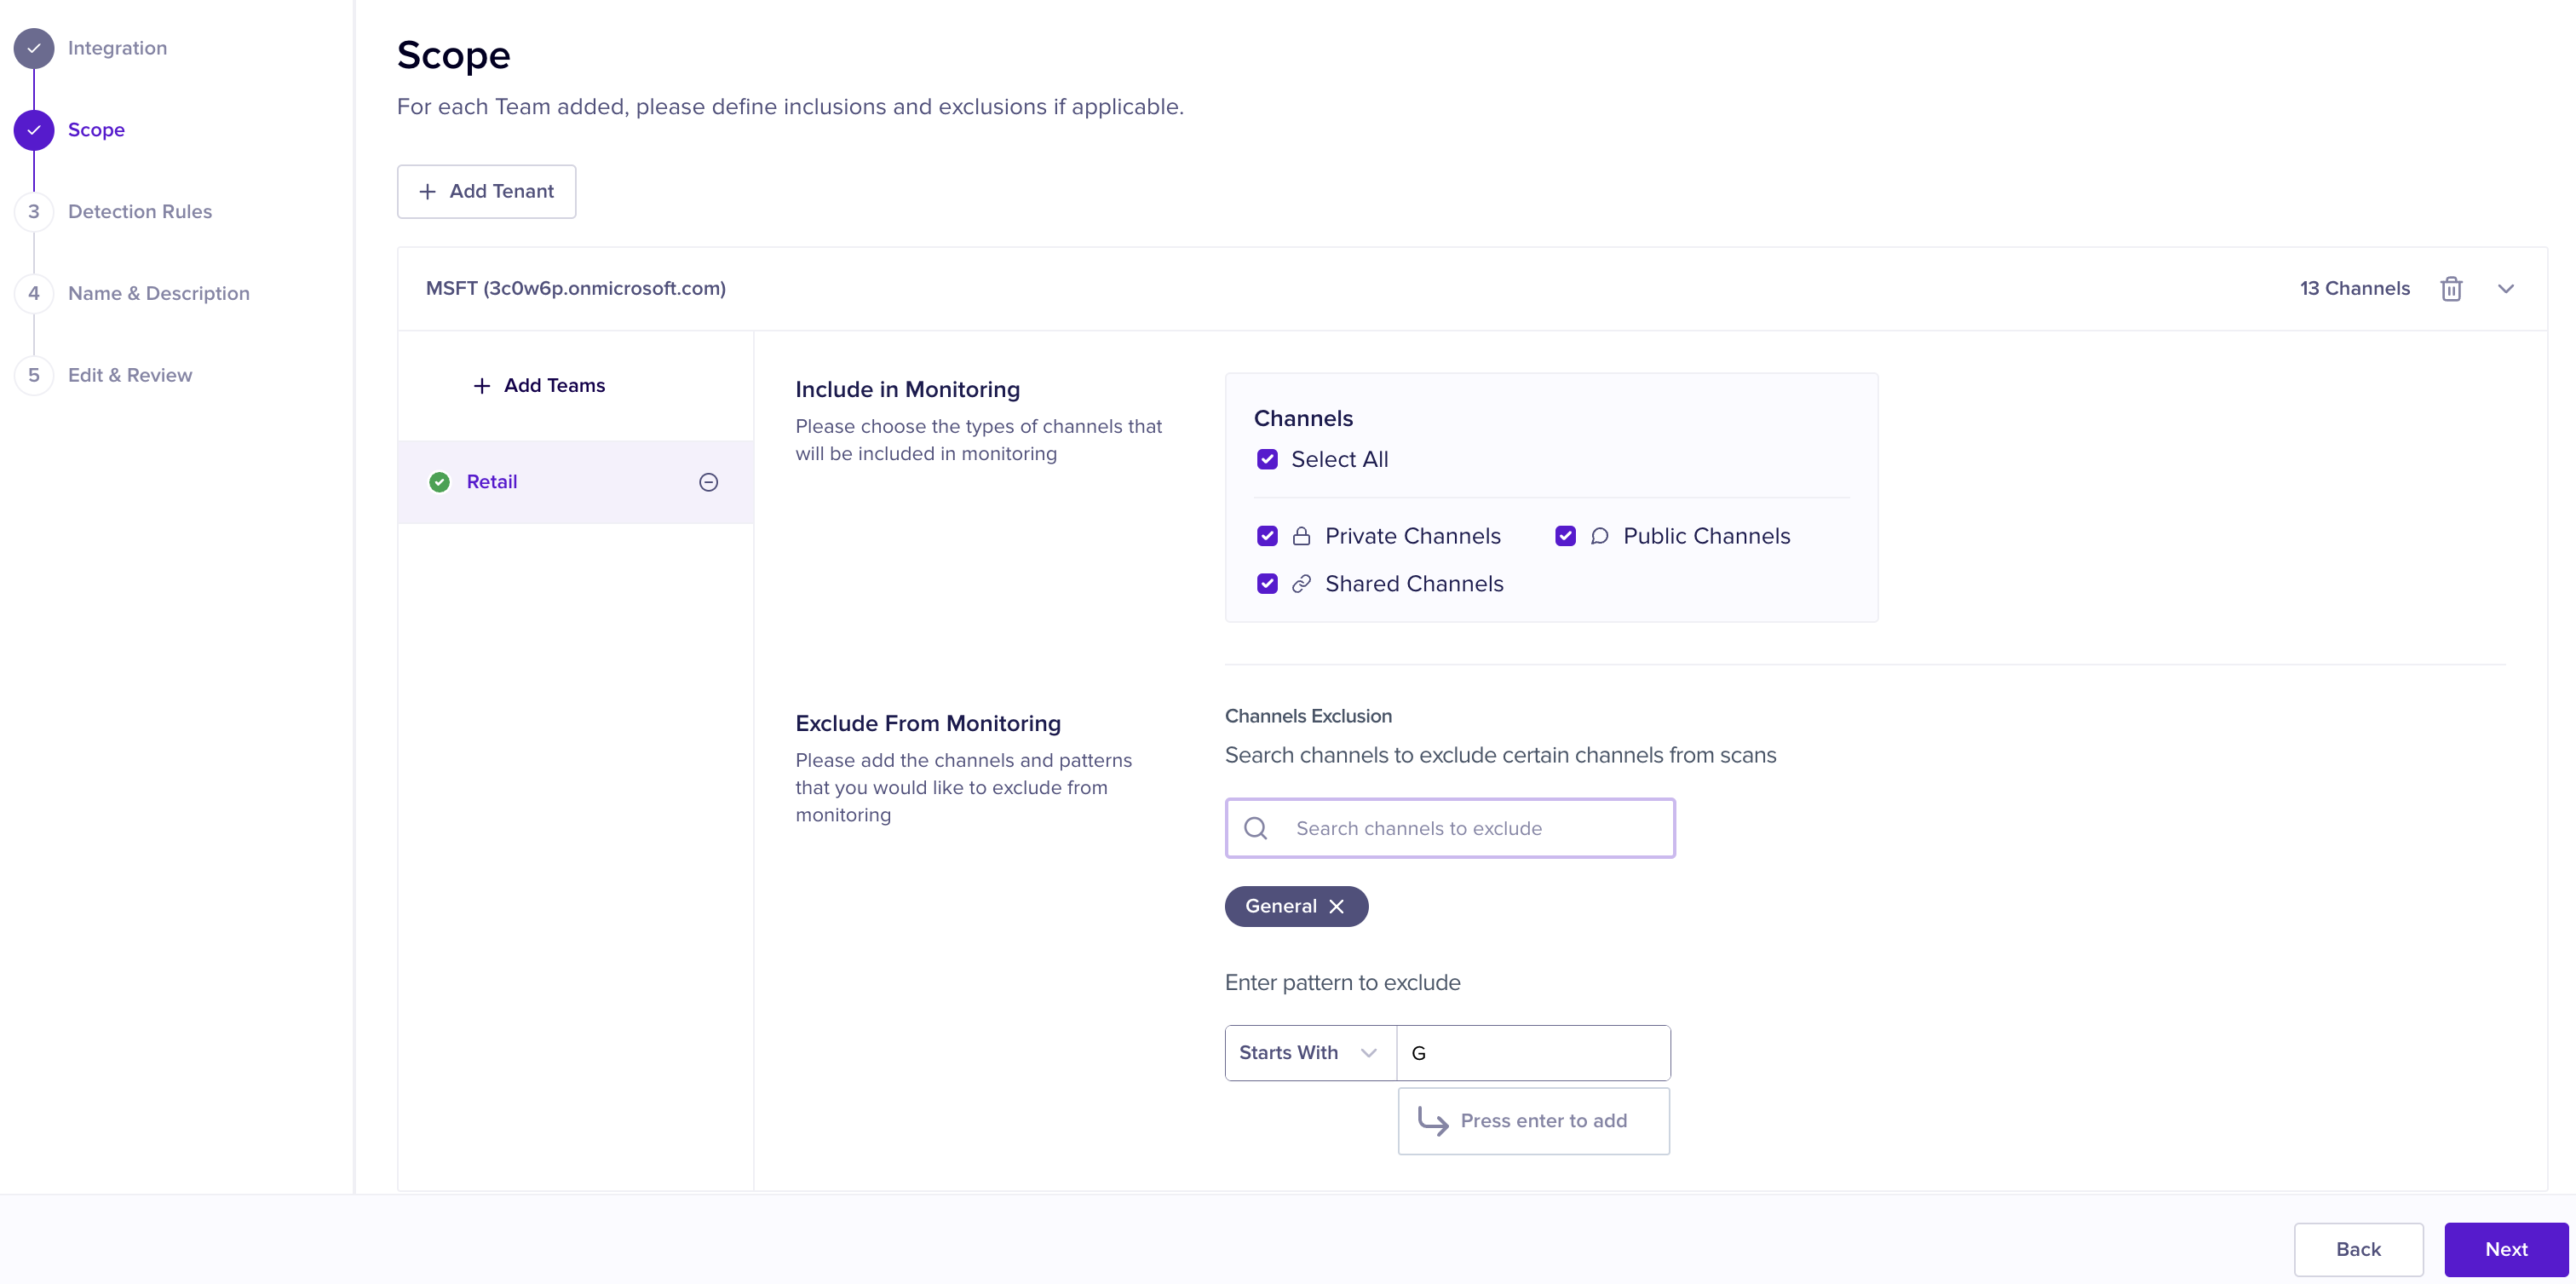 Integration
Scope
3 Detection Rules
4 Name & Description
5 Edit & Review
Scope
For each Team added, please define inclusions and exclusions if applicable.
Add Tenant
MSFT (3c0w6p.onmicrosoft.com)
13 Channels
Add Teams
Retail
Include in Monitoring
Please choose the types of channels that
will be included in monitoring
Channels
Select All
Private Channels
Public Channels
Shared Channels
Exclude From Monitoring
Please add the channels and patterns
that you would like to exclude from
monitoring
Channels Exclusion
Search channels to exclude certain channels from scans
Search channels to exclude
General
Enter pattern to exclude
Starts With
G
Press enter to add
Back
Next